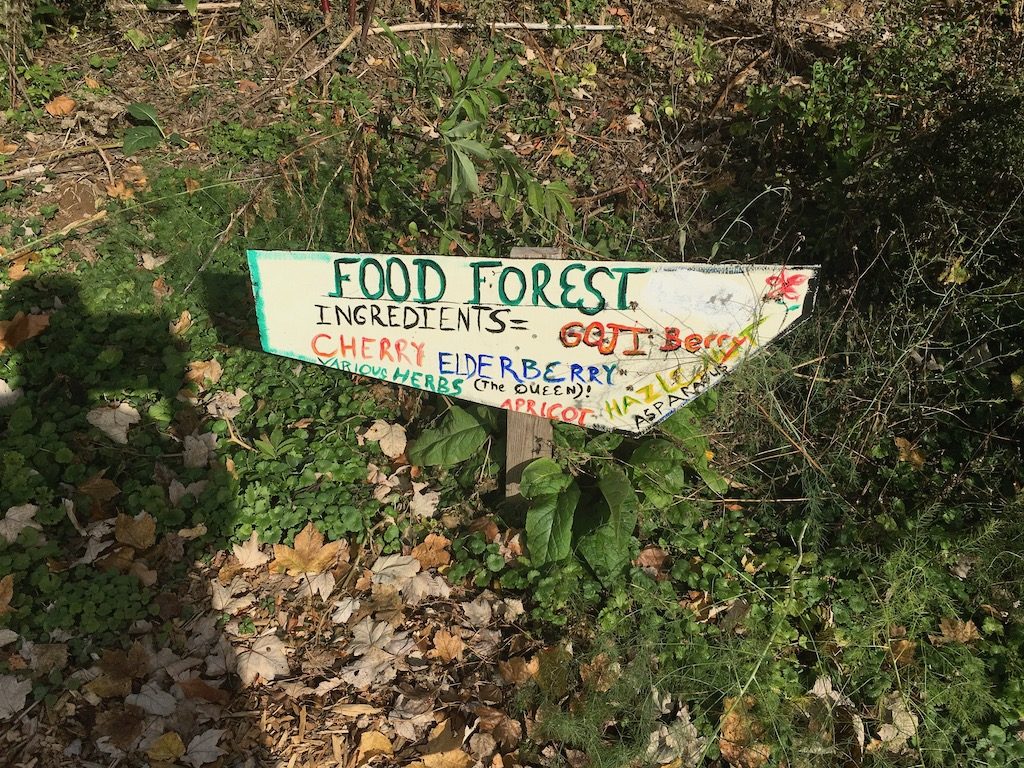 FOOD FOREST
INGREDIENTS=
GOJI Berry
CHERRY
ELDERBERRY
VARIOUS HERBS
(The QUEEN)!
APRICOT
ASPARAGUS